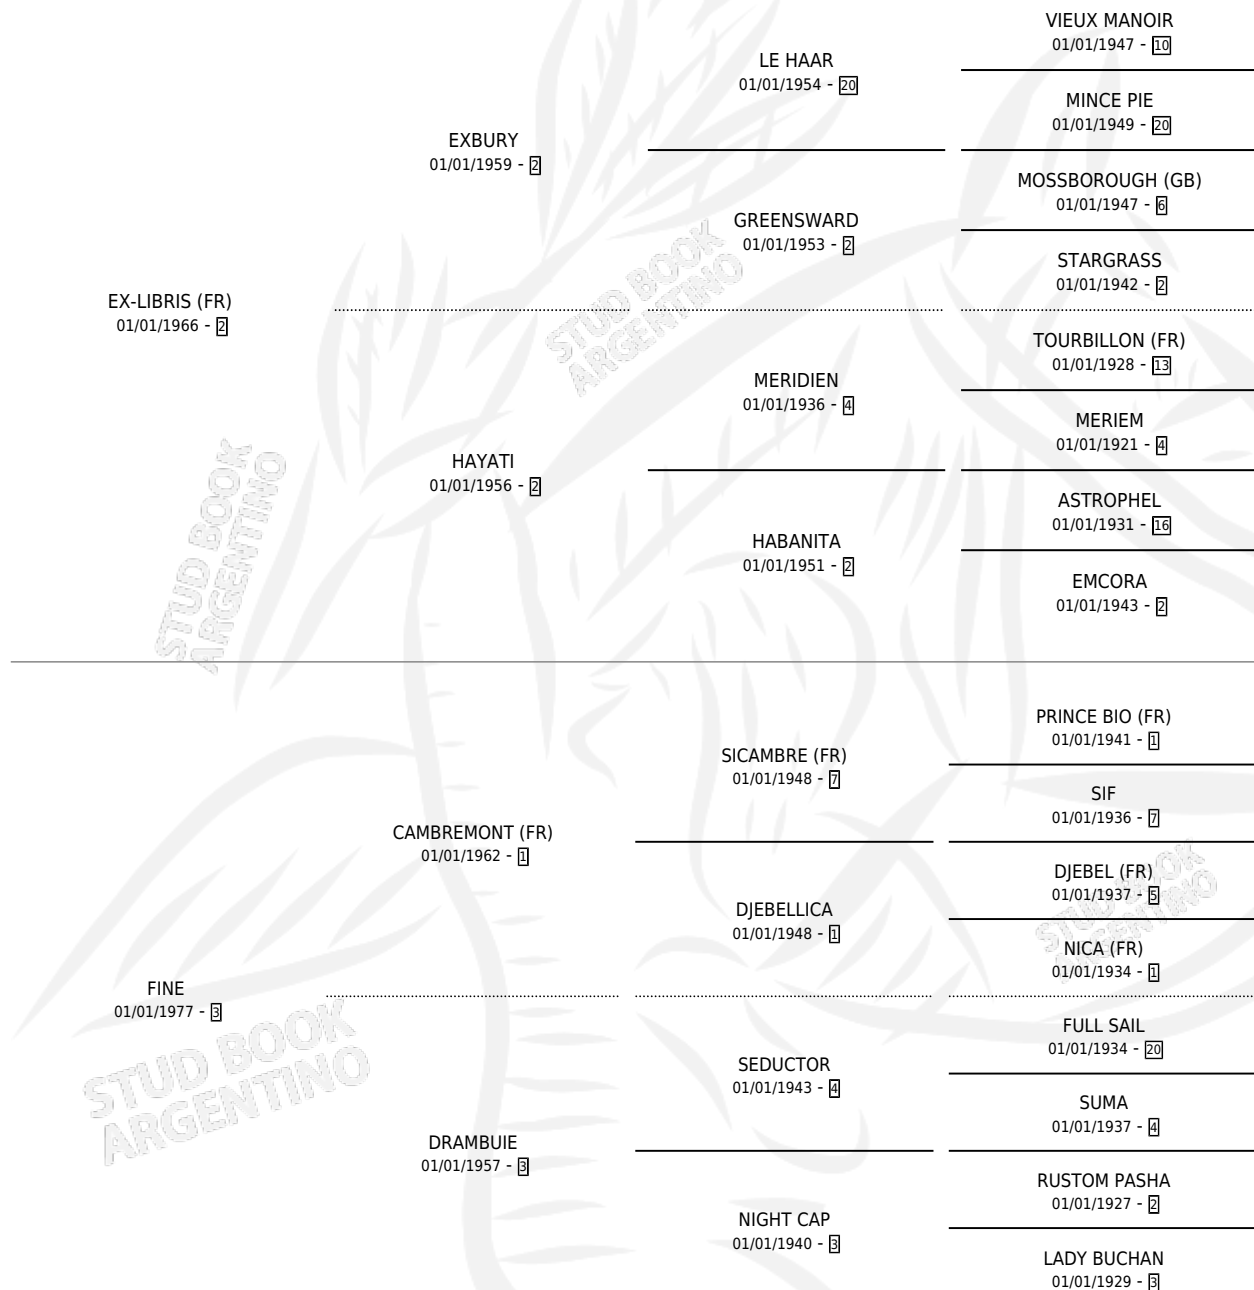 VIEUX MANOIR
01/01/1947 - 10
LE HAAR
01/01/1954 - 20
MINCE PIE
01/01/1949 - 20
EXBURY
01/01/1959 - 2
MOSSBOROUGH (GB)
01/01/1947 - 6
GREENSWARD
01/01/1953 - 2
STARGRASS
01/01/1942 - 2
EX-LIBRIS (FR)
01/01/1966 - 2
TOURBILLON (FR)
01/01/1928 - 13
MERIDIEN
01/01/1936 - 4
MERIEM
01/01/1921 - 4
HAYATI
01/01/1956 - 2
ASTROPHEL
01/01/1931 - 16
HABANITA
01/01/1951 - 2
EMCORA
01/01/1943 - 2
PRINCE BIO (FR)
01/01/1941 - 1
SICAMBRE (FR)
01/01/1948 - 7
SIF
01/01/1936 - 7
CAMBREMONT (FR)
01/01/1962 - 1
DJEBEL (FR)
01/01/1937 - 5
DJEBELLICA
01/01/1948 - 1
NICA (FR)
01/01/1934 - 1
FINE
01/01/1977 - 3
FULL SAIL
01/01/1934 - 20
SEDUCTOR
01/01/1943 - 4
SUMA
01/01/1937 - 4
DRAMBUIE
01/01/1957 - 3
RUSTOM PASHA
01/01/1927 - 2
NIGHT CAP
01/01/1940 - 3
LADY BUCHAN
01/01/1929 - 3
STUD BOOK
ARGENTINO
STUD BOOK
ARGENTINO
STUD BOOK
ARGENTINO
STUD BOOK
ARGENTINO